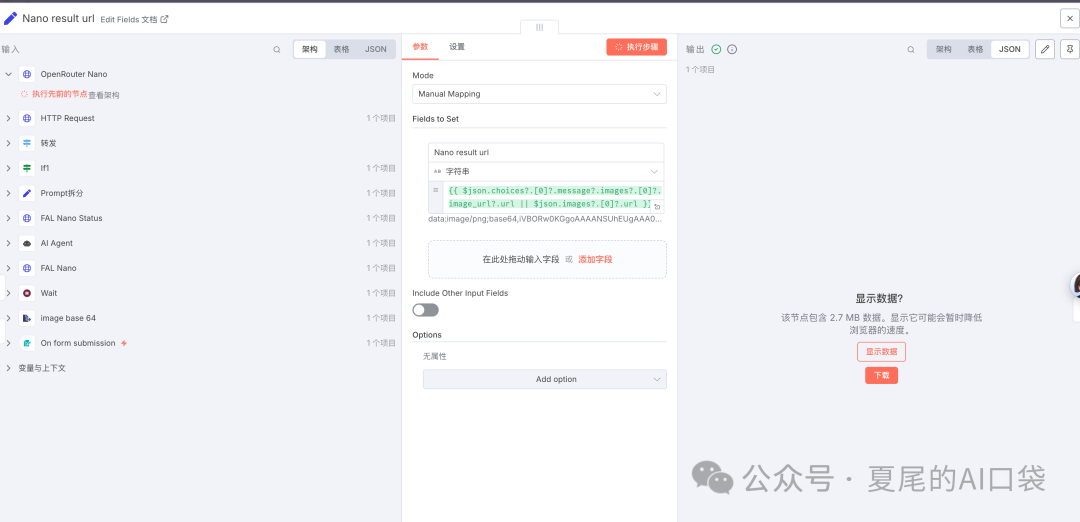 Nano result url Edit Fields 文档
输入
架构 表格 JSON
OpenRouter Nano
执行先前的节点查看架构
HTTP Request 1 个项目
转发
If1 1 个项目
Prompt拆分 1 个项目
FAL Nano Status 1 个项目
AI Agent 1 个项目
FAL Nano 1 个项目
Wait 1 个项目
image base 64 1 个项目
On form submission 1 个项目
变量与上下文
参数 设置 执行步骤
Mode
Manual Mapping
Fields to Set
Nano result url
AB 字符串
= {{ $json.choices?.[0]?.message?.images?.[0]?.
image_url?.url || $json.images?.[0]?.url }}
data:image/png;base64,iVBORw0KGgoAAAANSUhEUgAAA0...
在此处拖动输入字段 或 添加字段
Include Other Input Fields
Options
无属性
Add option
输出 架构 表格 JSON
1 个项目
显示数据?
该节点包含 2.7 MB 数据。显示它可能会暂时降低
浏览器的速度。
显示数据
下载
公众号 · 夏尾的AI口袋